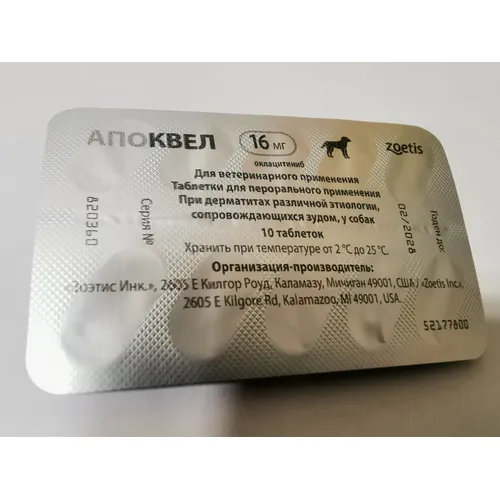 АПОКВЕЛ 16 мг zoetis
оклацитиниб
Для ветеринарного применения
Таблетки для перорального применения
При дерматитах различной этиологии,
сопровождающихся зудом, у собак
10 таблеток
Хранить при температуре от 2 °C до 25 °C.
Организация-производитель:
«Зоэтис Инк.», 2605 E Килгор Роуд, Каламазу, Мичиган 49001, США / «Zoetis Inc.»,
2605 E Kilgore Rd, Kalamazoo, MI 49001, USA.
Серия №
820360
Годен до:
02/2028
52177600